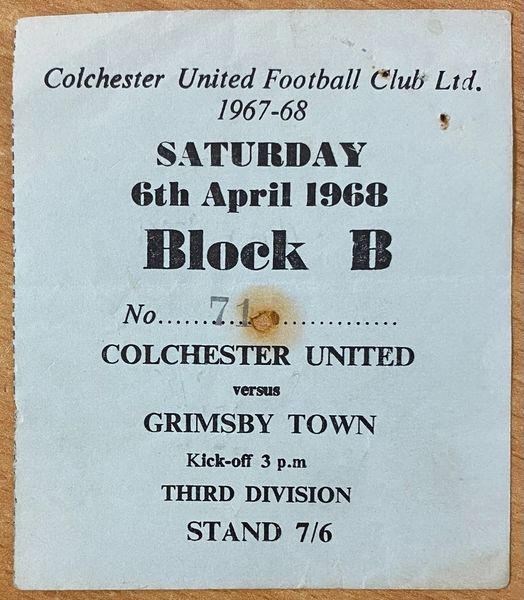 Colchester United Football Club Ltd.
1967-68
SATURDAY
6th April 1968
Block B
No......71......................
COLCHESTER UNITED
versus
GRIMSBY TOWN
Kick-off 3 p.m
THIRD DIVISION
STAND 7/6